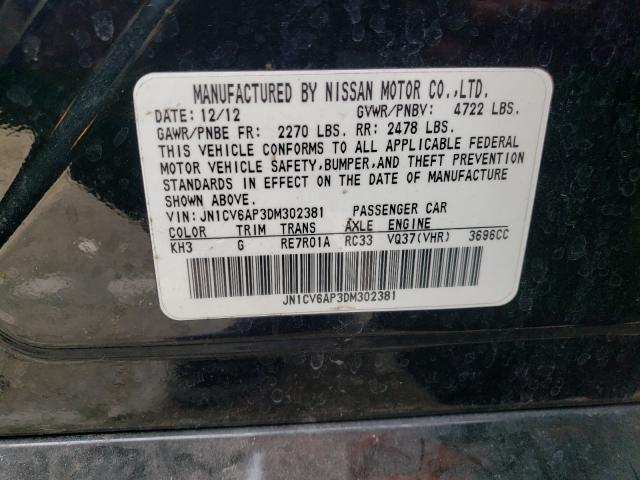 MANUFACTURED BY NISSAN MOTOR CO.,LTD.
DATE: 12/12 GVWR/PNBV: 4722 LBS.
GAWR/PNBE FR: 2270 LBS. RR: 2478 LBS.
THIS VEHICLE CONFORMS TO ALL APPLICABLE FEDERAL
MOTOR VEHICLE SAFETY,BUMPER,AND THEFT PREVENTION
STANDARDS IN EFFECT ON THE DATE OF MANUFACTURE
SHOWN ABOVE.
VIN: JN1CV6AP3DM302381 PASSENGER CAR
COLOR TRIM TRANS AXLE ENGINE
KH3 G RE7R01A RC33 VQ37(VHR) 3696CC
JN1CV6AP3DM302381